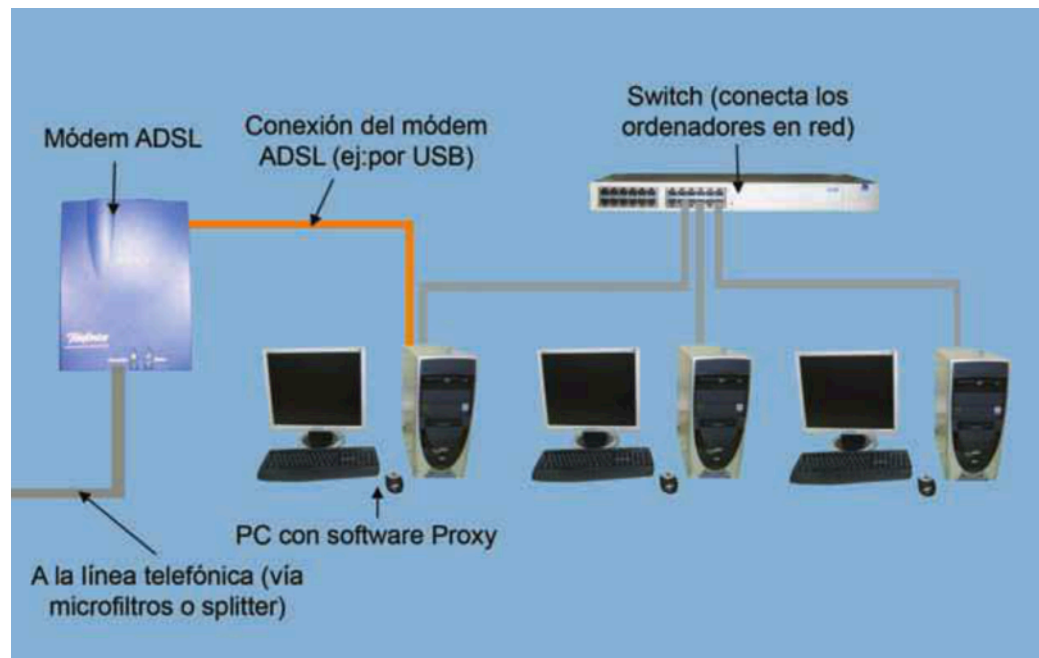 Módem ADSL
Conexión del módem
ADSL (ej:por USB)
Switch (conecta los
ordenadores en red)
Telefónica
PC con software Proxy
A la línea telefónica (vía
microfiltros o splitter)